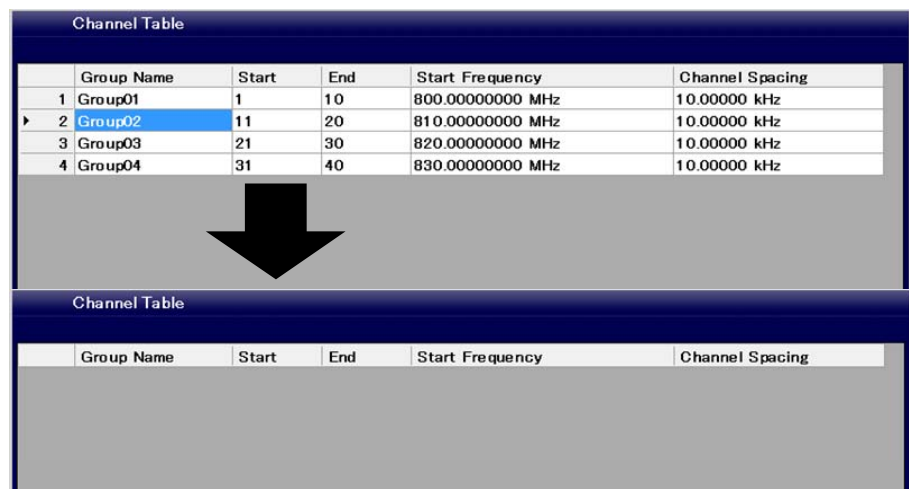 Channel Table
Group Name Start End Start Frequency Channel Spacing
1 Group01 1 10 800.00000000 MHz 10.00000 kHz
2 Group02 11 20 810.00000000 MHz 10.00000 kHz
3 Group03 21 30 820.00000000 MHz 10.00000 kHz
4 Group04 31 40 830.00000000 MHz 10.00000 kHz
Channel Table
Group Name Start End Start Frequency Channel Spacing